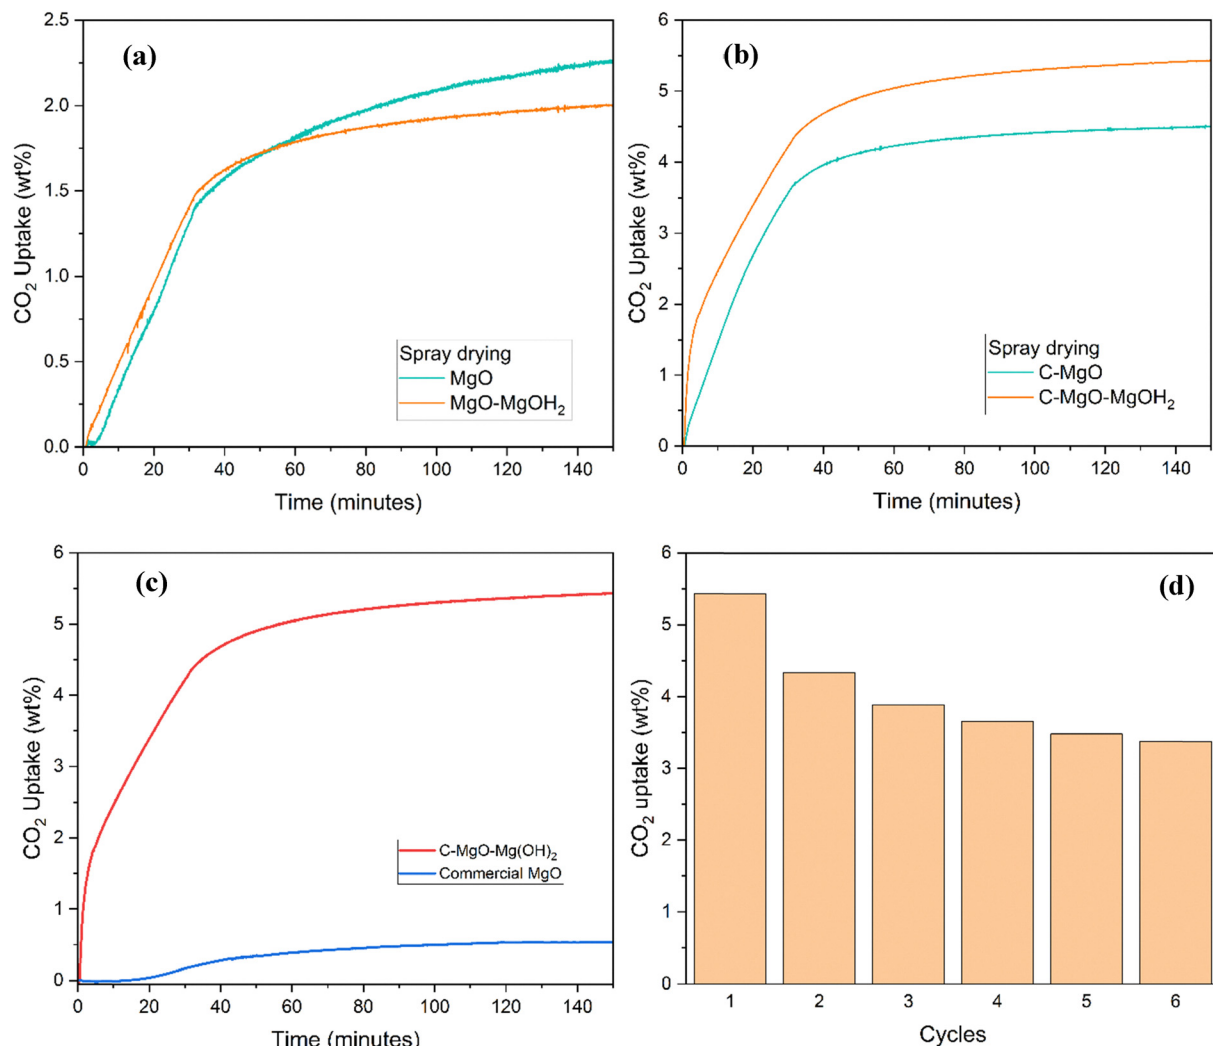 (a)
CO2 Uptake (wt%)
2.5
2.0
1.5
1.0
0.5
0.0
Spray drying
MgO
MgO-MgOH2
0 20 40 60 80 100 120 140
Time (minutes)
(b)
CO2 Uptake (wt%)
6
5
4
3
2
1
0
Spray drying
C-MgO
C-MgO-MgOH2
0 20 40 60 80 100 120 140
Time (minutes)
(c)
CO2 Uptake (wt%)
6
5
4
3
2
1
0
C-MgO-Mg(OH)2
Commercial MgO
0 20 40 60 80 100 120 140
Time (minutes)
(d)
CO2 uptake (wt%)
6
5
4
3
2
1
0
1 2 3 4 5 6
Cycles